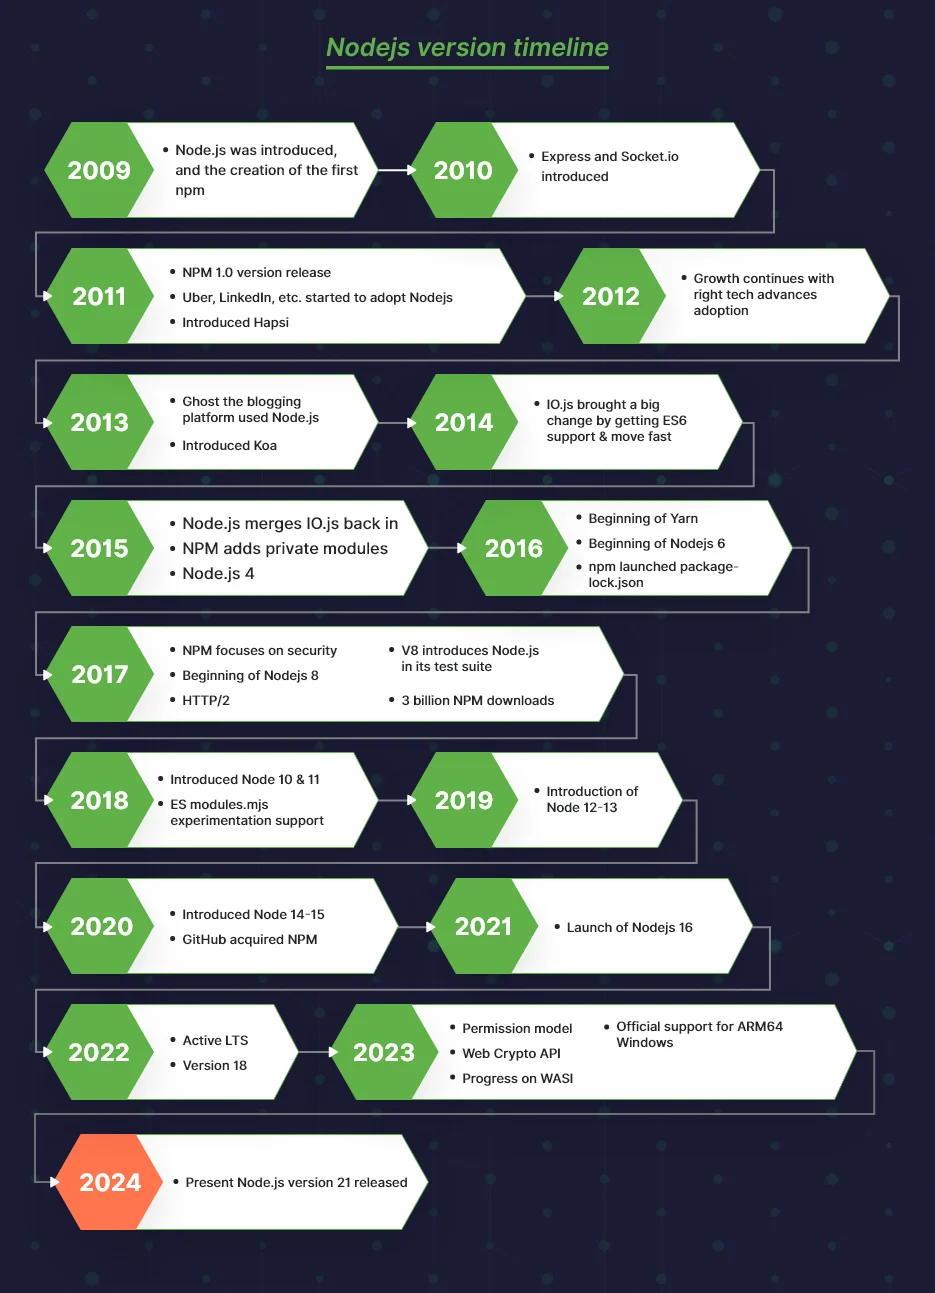 Nodejs version timeline
2009
• Node.js was introduced,
and the creation of the first
npm
2010
• Express and Socket.io
introduced
2011
• NPM 1.0 version release
• Uber, LinkedIn, etc. started to adopt Nodejs
• Introduced Hapsi
2012
• Growth continues with
right tech advances
adoption
2013
• Ghost the blogging
platform used Node.js
• Introduced Koa
2014
• IO.js brought a big
change by getting ES6
support & move fast
2015
• Node.js merges IO.js back in
• NPM adds private modules
• Node.js 4
2016
• Beginning of Yarn
• Beginning of Nodejs 6
• npm launched package-
lock.json
2017
• NPM focuses on security
• Beginning of Nodejs 8
• HTTP/2
• V8 introduces Node.js
in its test suite
• 3 billion NPM downloads
2018
• Introduced Node 10 & 11
• ES modules.mjs
experimentation support
2019
• Introduction of
Node 12-13
2020
• Introduced Node 14-15
• GitHub acquired NPM
2021
• Launch of Nodejs 16
2022
• Active LTS
• Version 18
2023
• Permission model
• Web Crypto API
• Progress on WASI
• Official support for ARM64
Windows
2024
• Present Node.js version 21 released